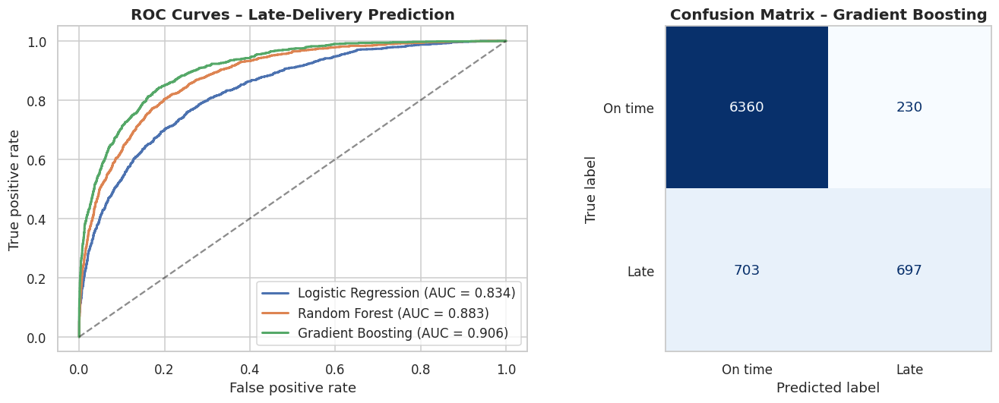 ROC Curves – Late-Delivery Prediction
1.0
0.8
0.6
0.4
0.2
0.0
True positive rate
0.0 0.2 0.4 0.6 0.8 1.0
False positive rate
Logistic Regression (AUC = 0.834)
Random Forest (AUC = 0.883)
Gradient Boosting (AUC = 0.906)
Confusion Matrix – Gradient Boosting
True label
On time 6360 230
Late 703 697
On time Late
Predicted label